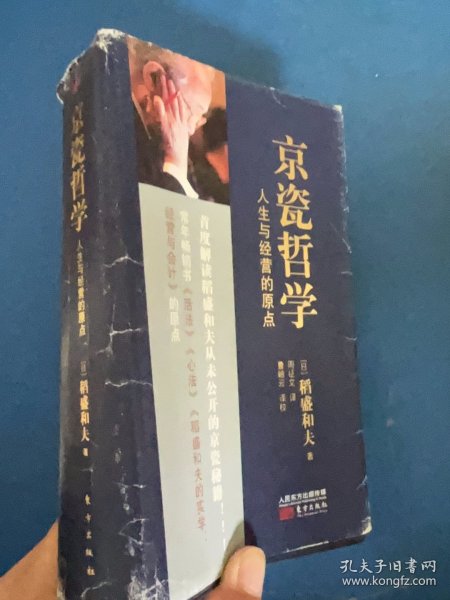 京瓷哲学
人生与经营的原点
[日] 稻盛和夫 著
东方出版社
首度解读稻盛和夫从未公开的京瓷秘籍！
常年畅销书《活法》《心法》《稻盛和夫的实学
经营与会计》的原点
京瓷哲学
人生与经营的原点
[日] 稻盛和夫 著
周征文 译
曹岫云 译校
人民东方出版传媒
东方出版社
孔夫子旧书网
www.kongfz.com